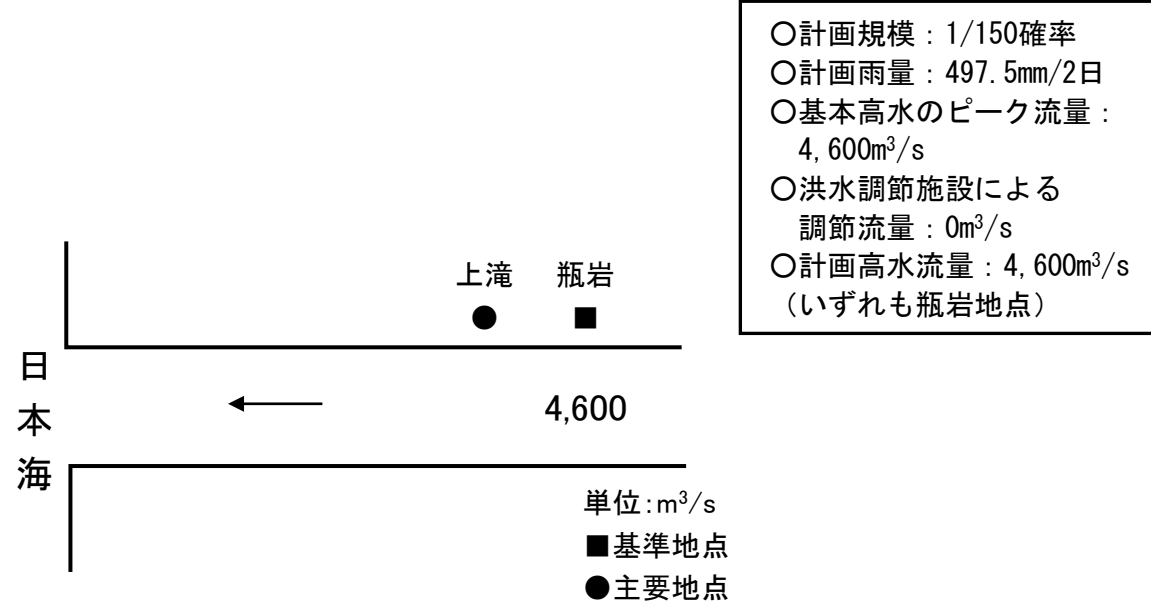 ○計画規模：1/150確率
○計画雨量：497.5mm/2日
○基本高水のピーク流量：
4,600m³/s
○洪水調節施設による
調節流量：0m³/s
○計画高水流量：4,600m³/s
（いずれも瓶岩地点）
上滝 瓶岩
● ■
日本海
4,600
単位:m³/s
■基準地点
●主要地点